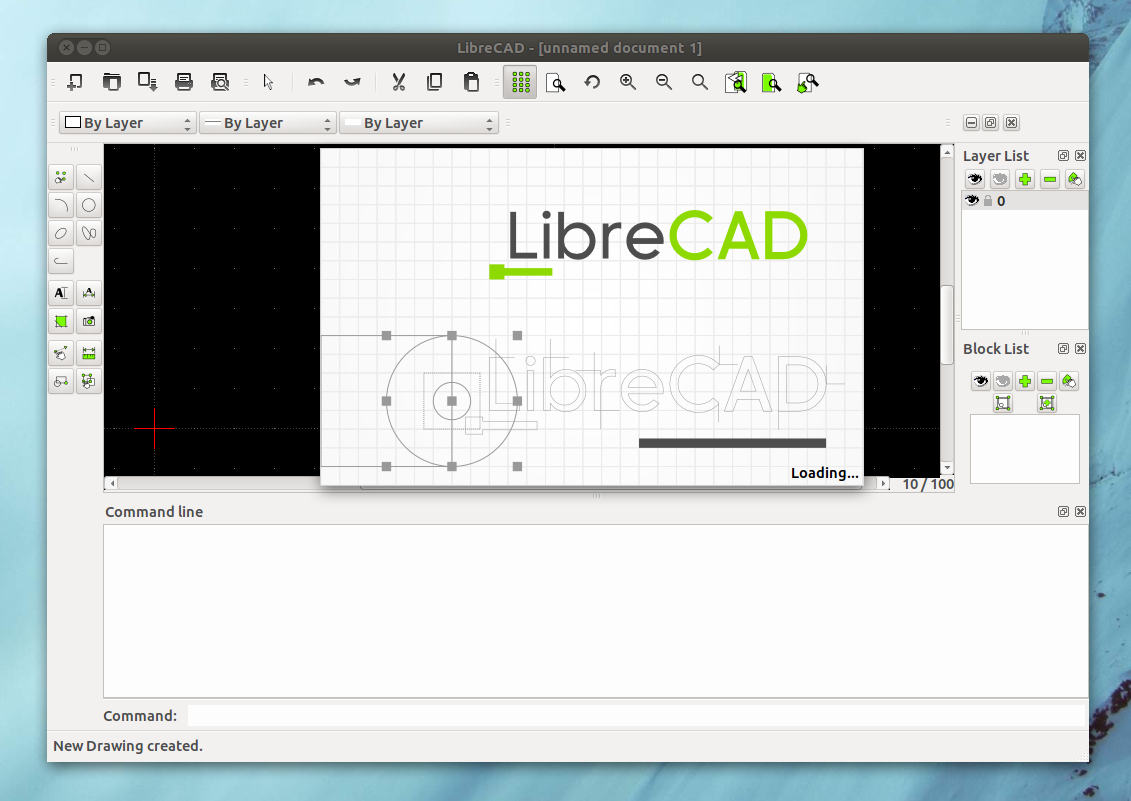 LibreCAD - [unnamed document 1]
By Layer
By Layer
By Layer
Layer List
0
LibreCAD
LibreCAD
Block List
Loading...
10 / 100
Command line
Command:
New Drawing created.